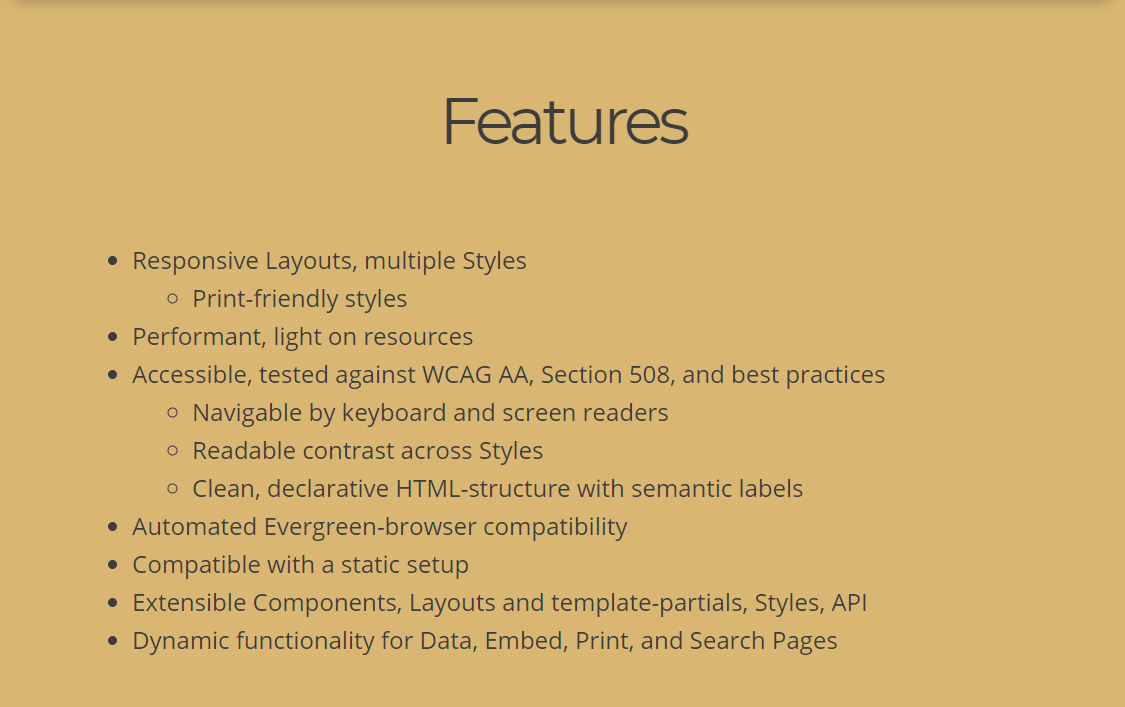 Features
Responsive Layouts, multiple Styles
Print-friendly styles
Performant, light on resources
Accessible, tested against WCAG AA, Section 508, and best practices
Navigable by keyboard and screen readers
Readable contrast across Styles
Clean, declarative HTML-structure with semantic labels
Automated Evergreen-browser compatibility
Compatible with a static setup
Extensible Components, Layouts and template-partials, Styles, API
Dynamic functionality for Data, Embed, Print, and Search Pages